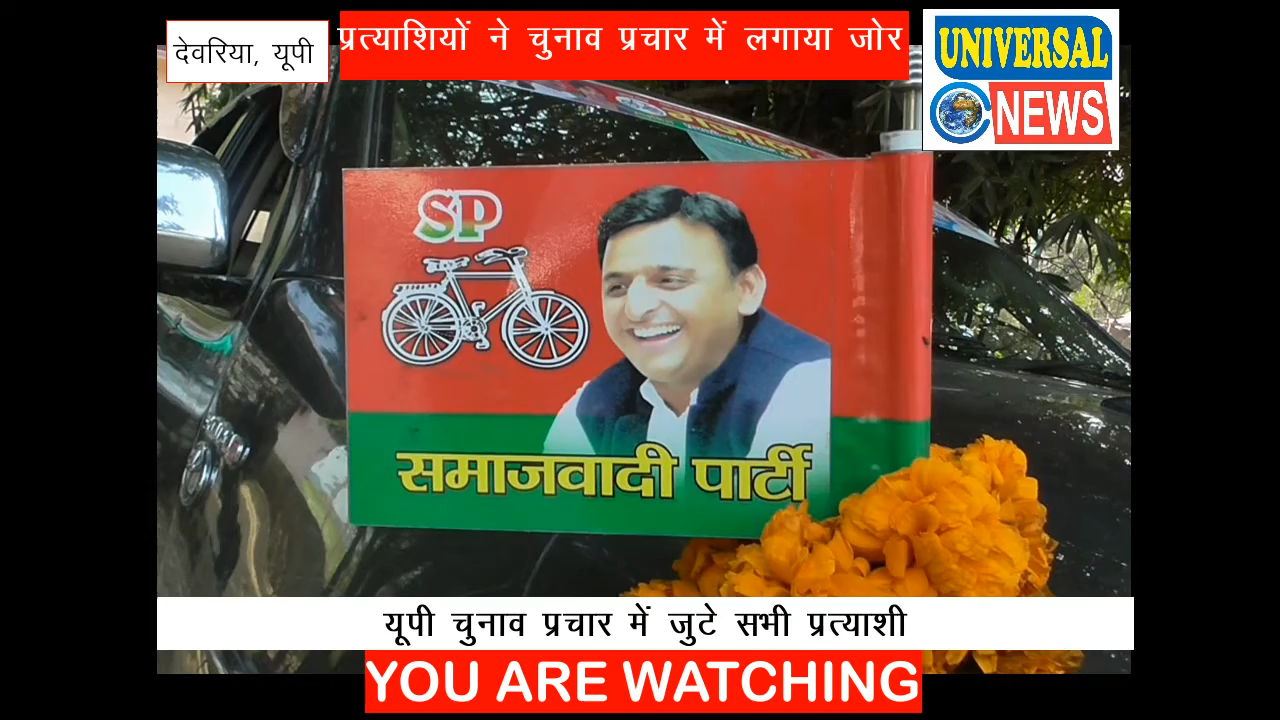 देवरिया, यूपी
प्रत्याशियों ने चुनाव प्रचार में लगाया जोर
UNIVERSAL
NEWS
SP
समाजवादी पार्टी
यूपी चुनाव प्रचार में जुटे सभी प्रत्याशी
YOU ARE WATCHING